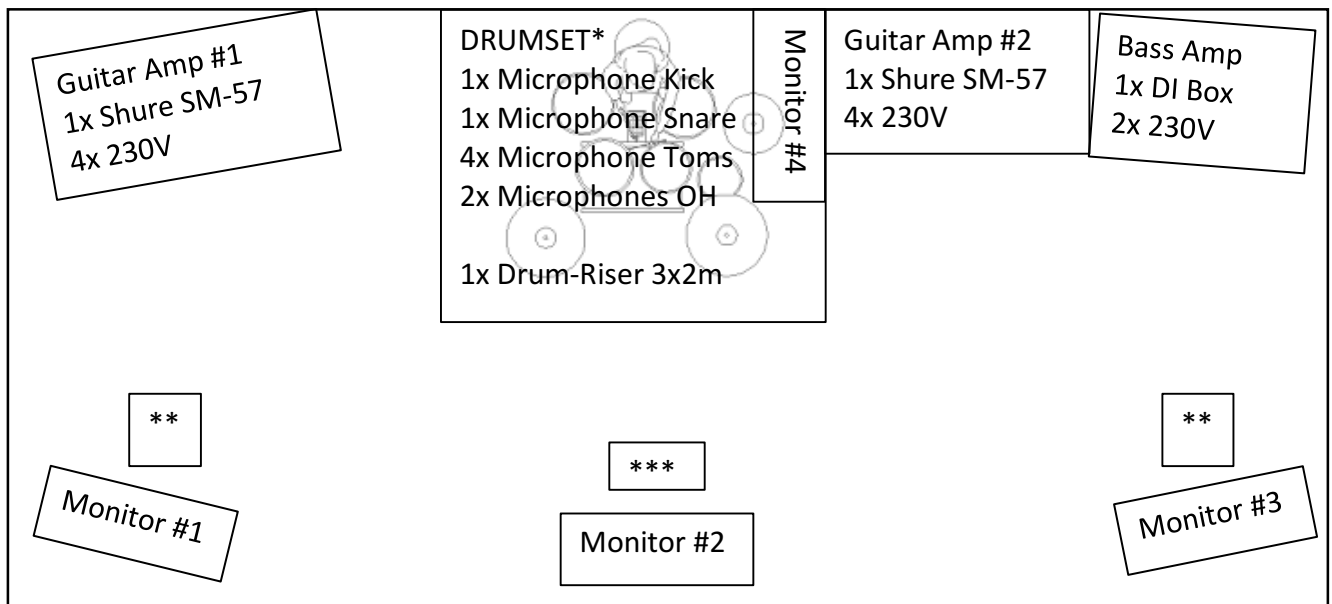 Guitar Amp #1
1x Shure SM-57
4x 230V
DRUMSET*
1x Microphone Kick
1x Microphone Snare
4x Microphone Toms
2x Microphones OH
1x Drum-Riser 3x2m
Monitor #4
Guitar Amp #2
1x Shure SM-57
4x 230V
Bass Amp
1x DI Box
2x 230V
**
***
**
Monitor #1
Monitor #2
Monitor #3